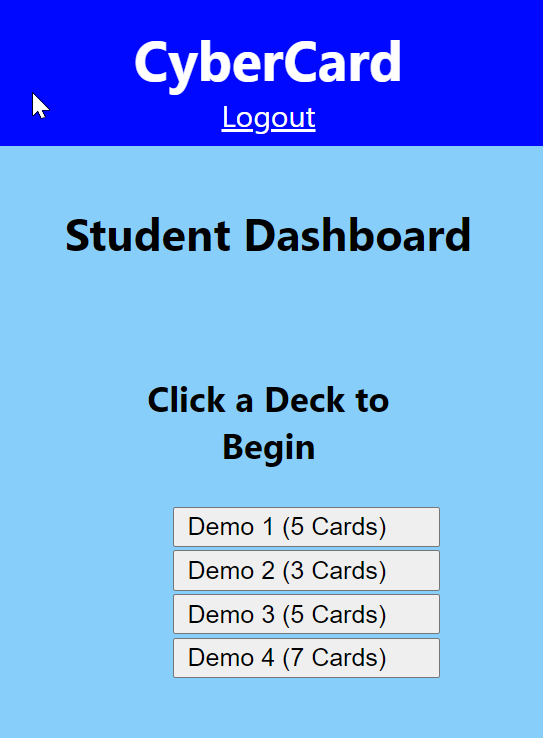 CyberCard
Logout
Student Dashboard
Click a Deck to
Begin
Demo 1 (5 Cards)
Demo 2 (3 Cards)
Demo 3 (5 Cards)
Demo 4 (7 Cards)